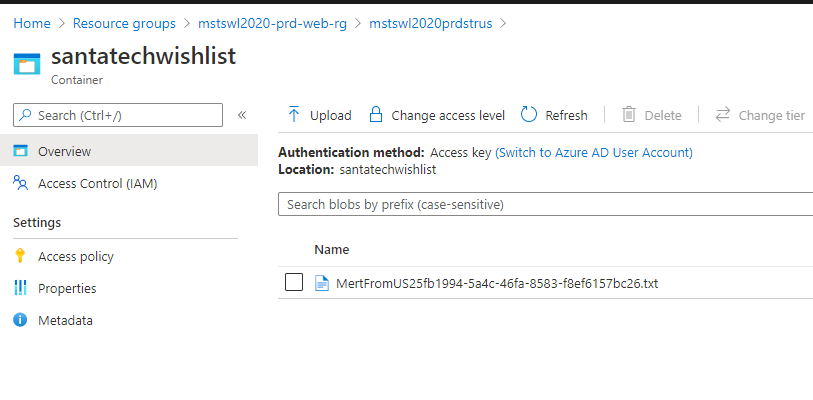 Home > Resource groups > mstswl2020-prd-web-rg > mstswl2020prdstrus >
santatechwishlist
Container
Search (Ctrl+/)
«
Overview
Access Control (IAM)
Settings
Access policy
Properties
Metadata
Upload
Change access level
Refresh
Delete
Change tier
Authentication method: Access key (Switch to Azure AD User Account)
Location: santatechwishlist
Search blobs by prefix (case-sensitive)
Name
MertFromUS25fb1994-5a4c-46fa-8583-f8ef6157bc26.txt